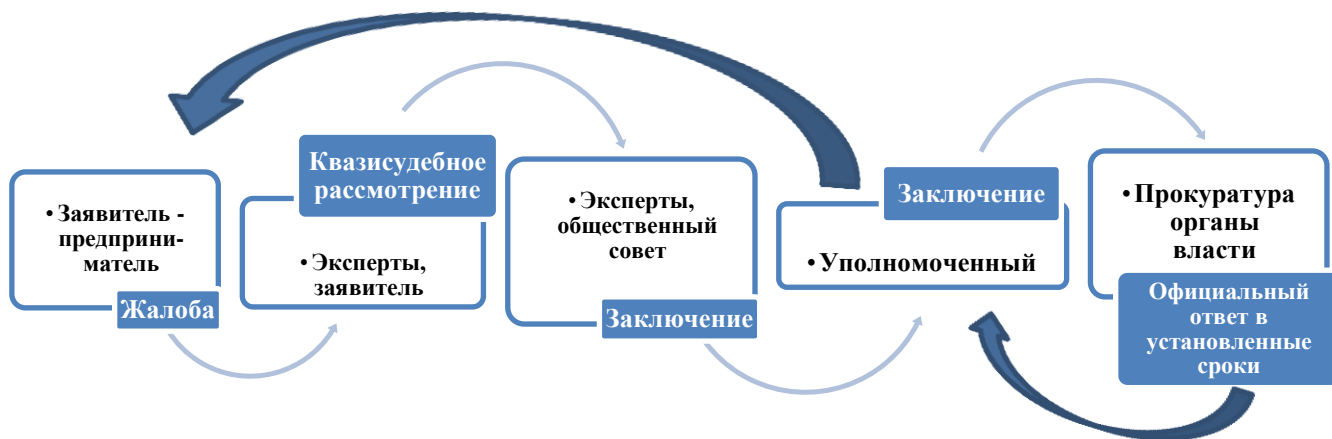 • Заявитель -
предприни-
матель
Жалоба
Квазисудебное
рассмотрение
• Эксперты,
заявитель
• Эксперты,
общественный
совет
Заключение
Заключение
• Уполномоченный
• Прокуратура
органы
власти
Официальный
ответ в
установленные
сроки